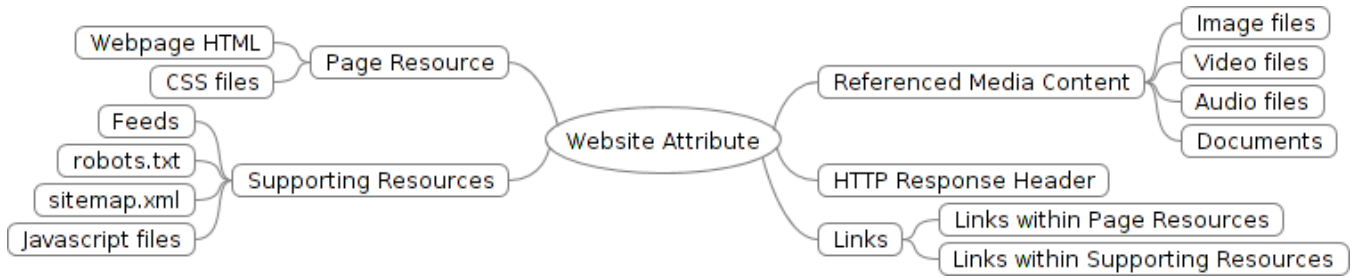 Website Attribute
Page Resource
Webpage HTML
CSS files
Supporting Resources
Feeds
robots.txt
sitemap.xml
Javascript files
Referenced Media Content
Image files
Video files
Audio files
Documents
HTTP Response Header
Links
Links within Page Resources
Links within Supporting Resources